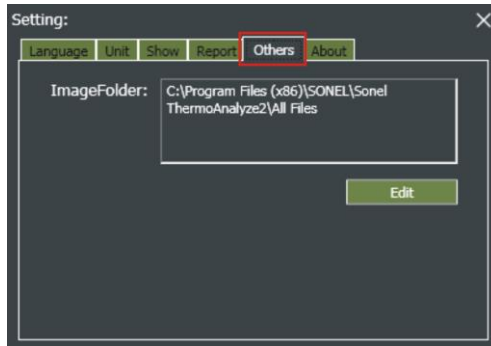 Setting:
Language Unit Show Report Others About
ImageFolder: C:\Program Files (x86)\SONEL\Sonel
ThermoAnalyze2\All Files
Edit